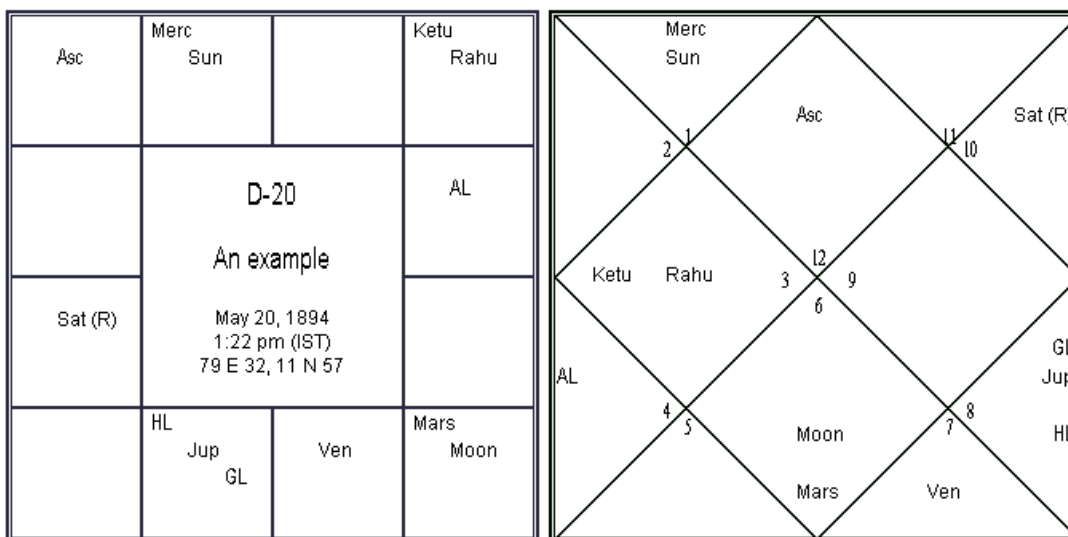 Merc
Ketu
Asc
Sun
Rahu
D-20
AL
An example
Sat (R)
May 20, 1894
1:22 pm (IST)
79 E 32, 11 N 57
HL
Mars
Jup
Ven
Moon
GL
Merc
Sun
Asc
Sat (R)
1
11
2
10
12
Ketu
Rahu
3
9
6
GL
AL
Jup
4
8
5
7
Moon
HL
Mars
Ven